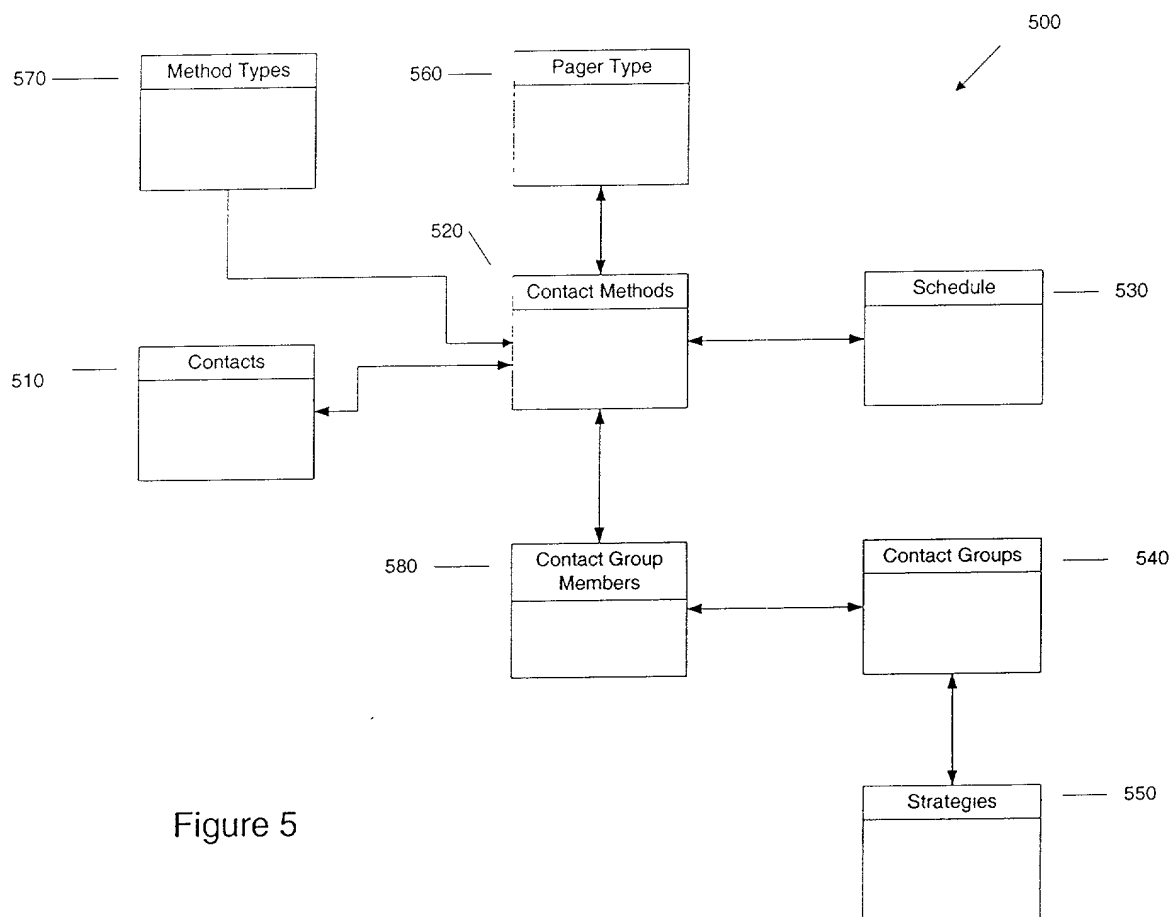 500
570
Method Types
560
Pager Type
520
Contact Methods
Schedule
530
Contacts
510
580
Contact Group
Members
Contact Groups
540
Strategies
550
Figure 5